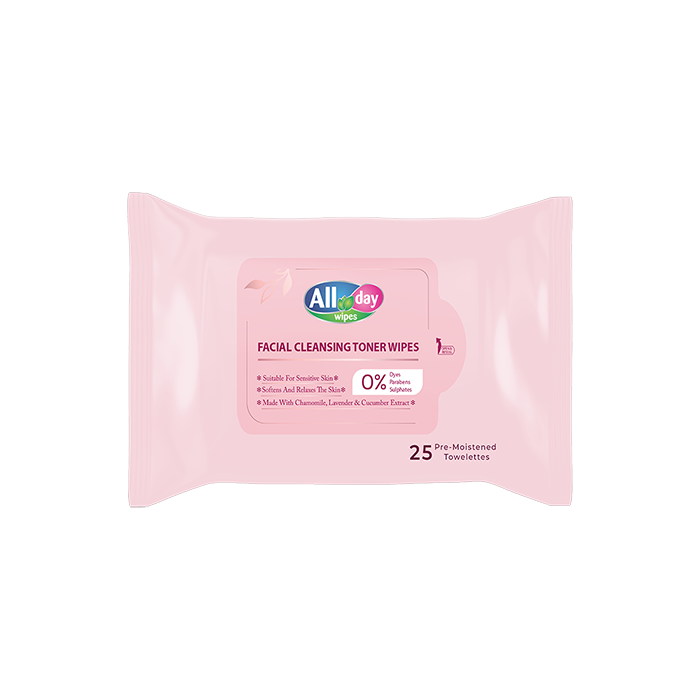 All day
wipes
FACIAL CLEANSING TONER WIPES
* Suitable For Sensitive Skin *
* Softens And Relaxes The Skin *
* Made With Chamomile, Lavender & Cucumber Extract *
0%
Dyes
Parabens
Sulphates
25 Pre-Moistened
Towelettes